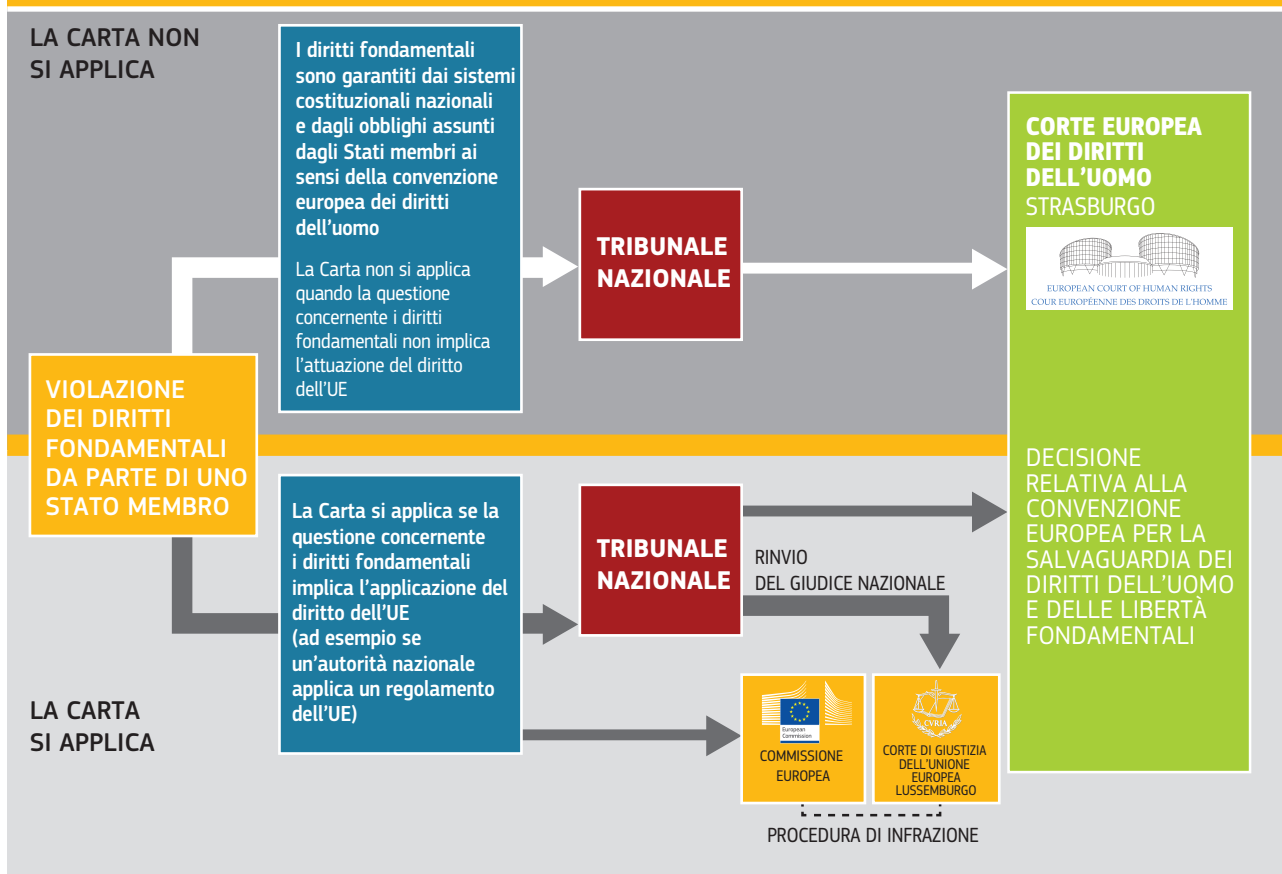 LA CARTA NON
SI APPLICA
I diritti fondamentali
sono garantiti dai sistemi
costituzionali nazionali
e dagli obblighi assunti
dagli Stati membri ai
sensi della convenzione
europea dei diritti
dell'uomo
La Carta non si applica
quando la questione
concernente i diritti
fondamentali non implica
l'attuazione del diritto
dell'UE
TRIBUNALE
NAZIONALE
CORTE EUROPEA
DEI DIRITTI
DELL'UOMO
STRASBURGO
EUROPEAN COURT OF HUMAN RIGHTS
COUR EUROPÉENNE DES DROITS DE L'HOMME
VIOLAZIONE
DEI DIRITTI
FONDAMENTALI
DA PARTE DI UNO
STATO MEMBRO
La Carta si applica se la
questione concernente
i diritti fondamentali
implica l'applicazione del
diritto dell'UE
(ad esempio se
un'autorità nazionale
applica un regolamento
dell'UE)
TRIBUNALE
NAZIONALE
RINVIO
DEL GIUDICE NAZIONALE
DECISIONE
RELATIVA ALLA
CONVENZIONE
EUROPEA PER LA
SALVAGUARDIA DEI
DIRITTI DELL'UOMO
E DELLE LIBERTÀ
FONDAMENTALI
LA CARTA
SI APPLICA
European
Commission
COMMISSIONE
EUROPEA
CVRIA
CORTE DI GIUSTIZIA
DELL'UNIONE
EUROPEA
LUSSEMBURGO
PROCEDURA DI INFRAZIONE